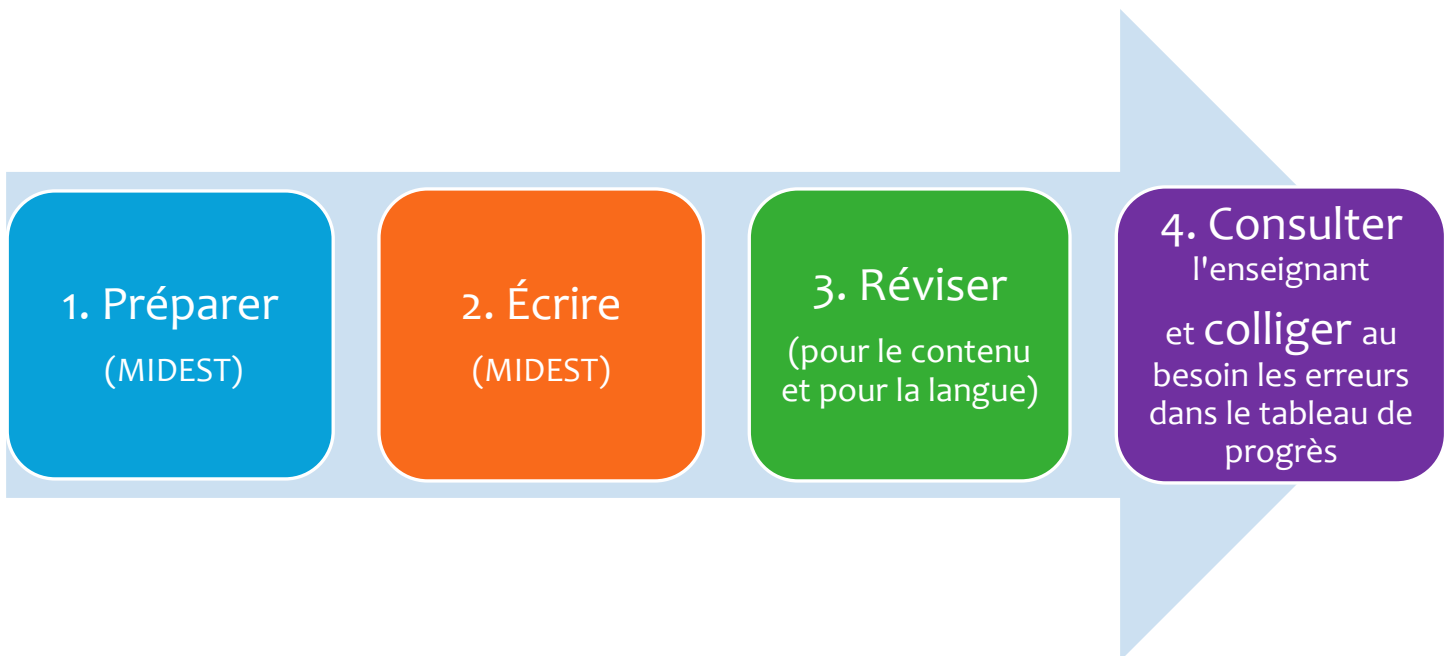 1. Préparer
(MIDEST)
2. Écrire
(MIDEST)
3. Réviser
(pour le contenu
et pour la langue)
4. Consulter
l'enseignant
et colliger au
besoin les erreurs
dans le tableau de
progrès